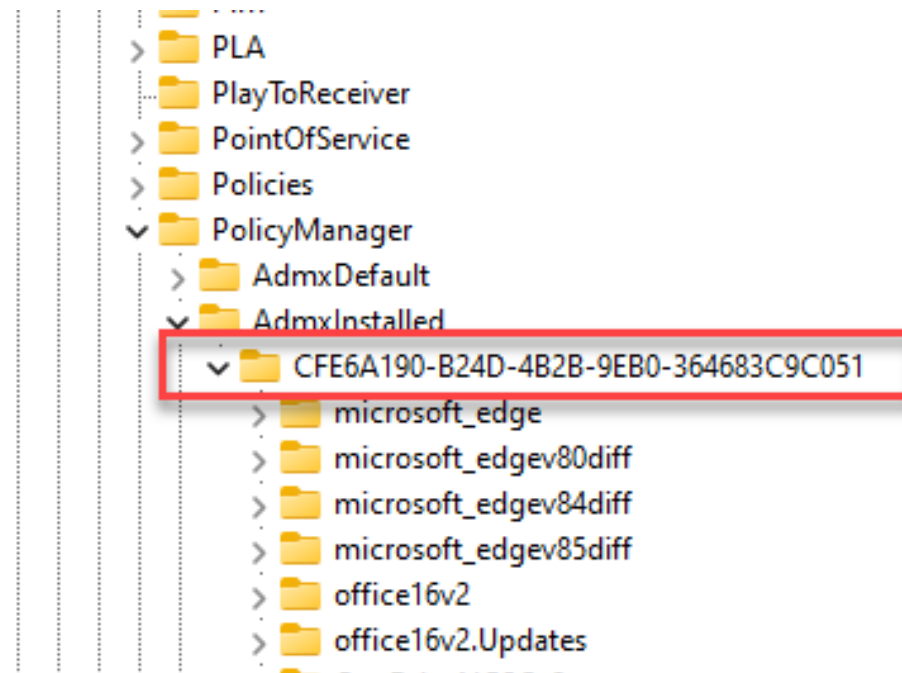 PLA
PlayToReceiver
PointOfService
Policies
PolicyManager
AdmxDefault
AdmxInstalled
CFE6A190-B24D-4B2B-9EB0-364683C9C051
microsoft_edge
microsoft_edgev80diff
microsoft_edgev84diff
microsoft_edgev85diff
office16v2
office16v2.Updates